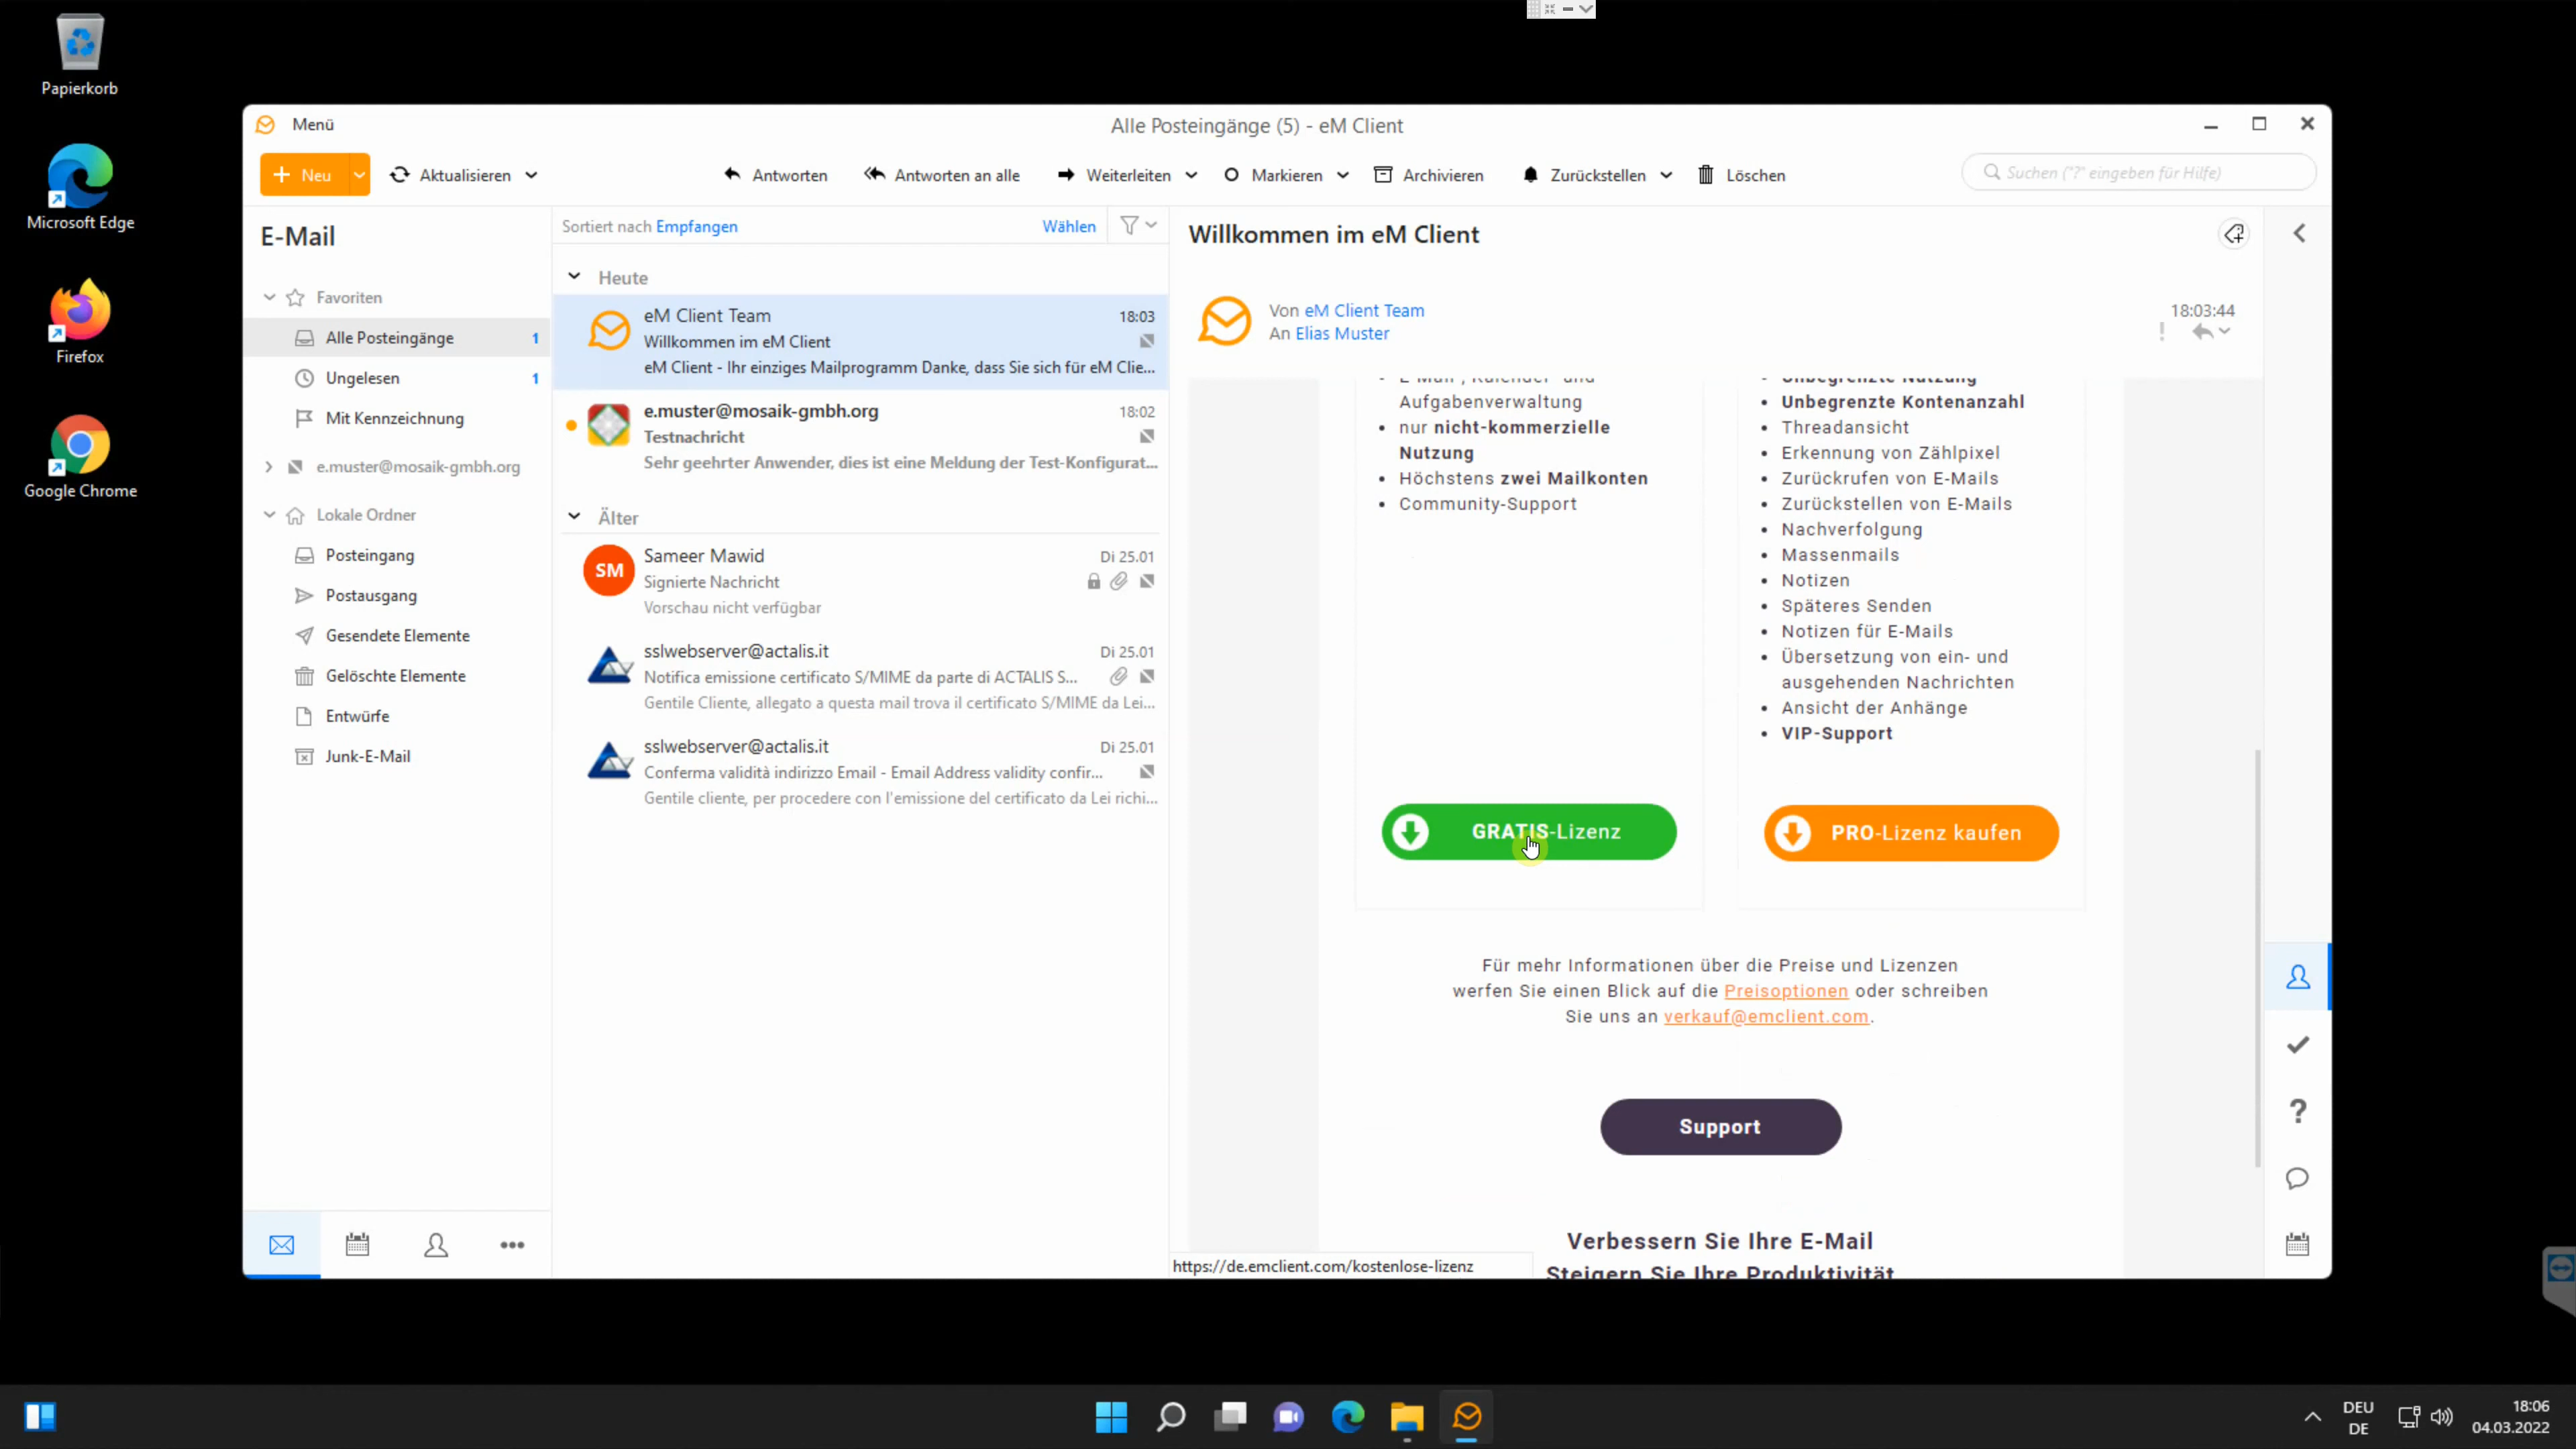 Papierkorb
Microsoft Edge
Firefox
Google Chrome
Menü
Alle Posteingänge (5) - eM Client
Neu
Aktualisieren
Antworten
Antworten an alle
Weiterleiten
Markieren
Archivieren
Zurückstellen
Löschen
Suchen ("?" eingeben für Hilfe)
E-Mail
Favoriten
Alle Posteingänge 1
Ungelesen 1
Mit Kennzeichnung
e.muster@mosaik-gmbh.org
Lokale Ordner
Posteingang
Postausgang
Gesendete Elemente
Gelöschte Elemente
Entwürfe
Junk-E-Mail
Sortiert nach Empfangen
Wählen
Heute
eM Client Team 18:03
Willkommen im eM Client
eM Client - Ihr einziges Mailprogramm Danke, dass Sie sich für eM Clie...
e.muster@mosaik-gmbh.org 18:02
Testnachricht
Sehr geehrter Anwender, dies ist eine Meldung der Test-Konfigurat...
Älter
SM
Sameer Mawid Di 25.01
Signierte Nachricht
Vorschau nicht verfügbar
sslwebserver@actalis.it Di 25.01
Notifica emissione certificato S/MIME da parte di ACTALIS S...
Gentile Cliente, allegato a questa mail trova il certificato S/MIME da Lei...
sslwebserver@actalis.it Di 25.01
Conferma validità indirizzo Email - Email Address validity confir...
Gentile cliente, per procedere con l'emissione del certificato da Lei richi...
Willkommen im eM Client
Von eM Client Team
An Elias Muster
18:03:44
E-Mail-, Kalender- und
Aufgabenverwaltung
nur nicht-kommerzielle
Nutzung
Höchstens zwei Mailkonten
Community-Support
GRATIS-Lizenz
Unbegrenzte Nutzung
Unbegrenzte Kontenanzahl
Threadansicht
Erkennung von Zählpixel
Zurückrufen von E-Mails
Zurückstellen von E-Mails
Nachverfolgung
Massenmails
Notizen
Späteres Senden
Notizen für E-Mails
Übersetzung von ein- und
ausgehenden Nachrichten
Ansicht der Anhänge
VIP-Support
PRO-Lizenz kaufen
Für mehr Informationen über die Preise und Lizenzen
werfen Sie einen Blick auf die Preisoptionen oder schreiben
Sie uns an verkauf@emclient.com.
Support
Verbessern Sie Ihre E-Mail
Steigern Sie Ihre Produktivität
https://de.emclient.com/kostenlose-lizenz
DEU
DE
18:06
04.03.2022